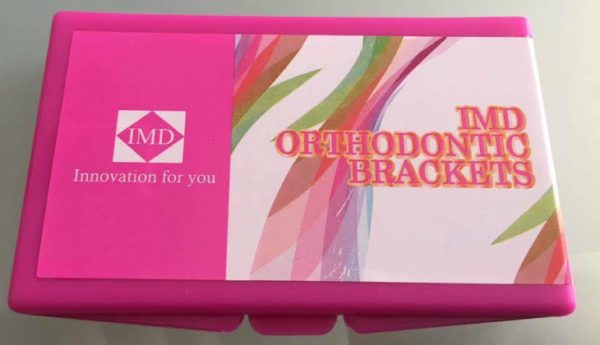 IMD
Innovation for you
IMD
ORTHODONTIC
BRACKETS